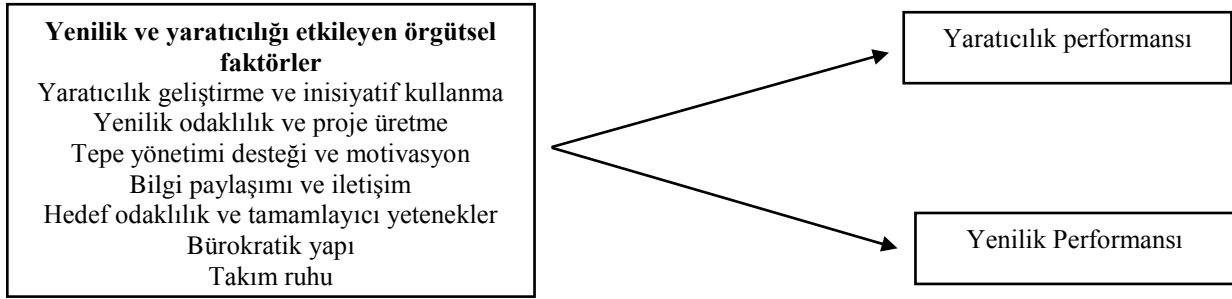 Yenilik ve yaratıcılığı etkileyen örgütsel
faktörler
Yaratıcılık geliştirme ve inisiyatif kullanma
Yenilik odaklılık ve proje üretme
Tepe yönetimi desteği ve motivasyon
Bilgi paylaşımı ve iletişim
Hedef odaklılık ve tamamlayıcı yetenekler
Bürokratik yapı
Takım ruhu
Yaratıcılık performansı
Yenilik Performansı